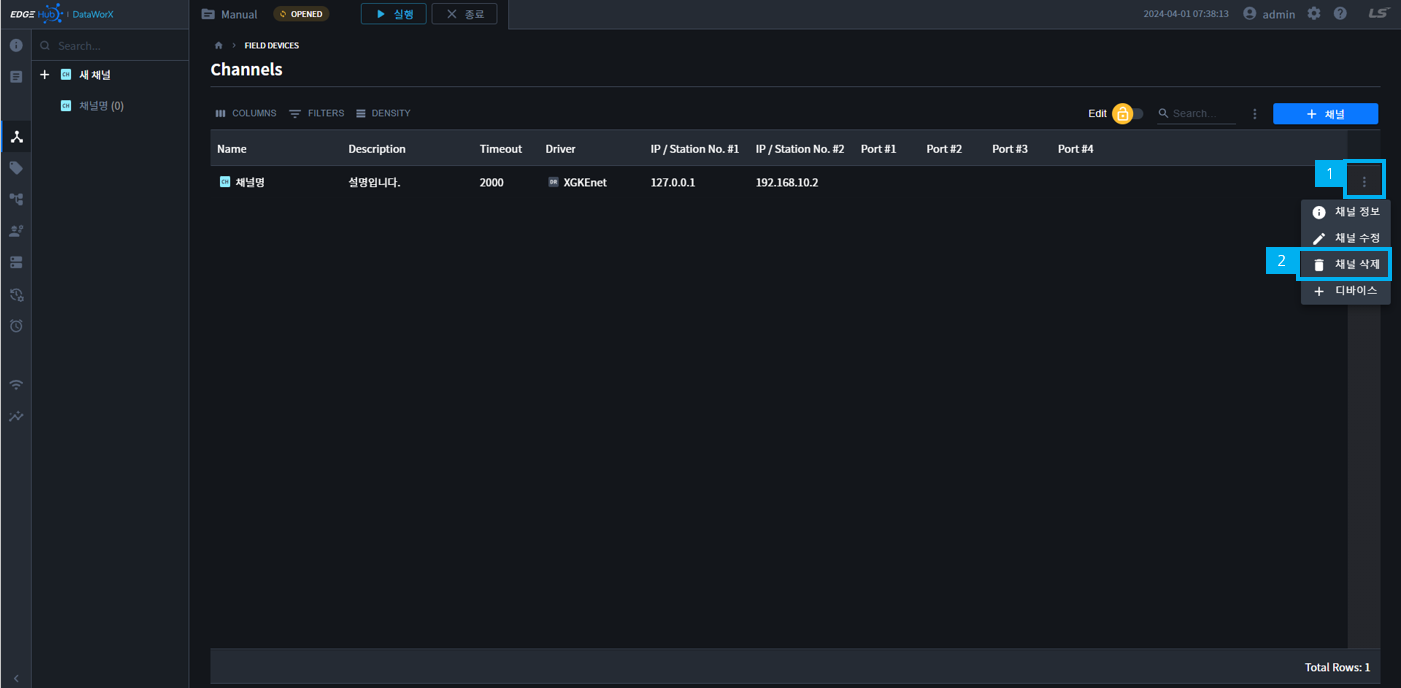 EDGE Hub | DataWorX
Manual
OPENED
실행
종료
2024-04-01 07:38:13
admin
LS
Search...
새 채널
채널명 (0)
FIELD DEVICES
Channels
COLUMNS
FILTERS
DENSITY
Edit
Search...
+ 채널
Name Description Timeout Driver IP / Station No. #1 IP / Station No. #2 Port #1 Port #2 Port #3 Port #4
CH 채널명 설명입니다. 2000 DR XGKEnet 127.0.0.1 192.168.10.2
1
채널 정보
채널 수정
2
채널 삭제
+ 디바이스
Total Rows: 1